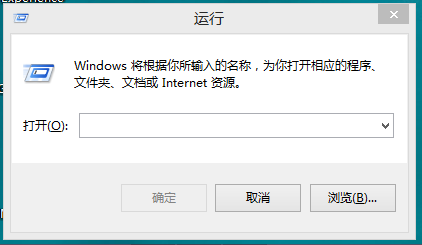 Experience
运行
Windows 将根据你所输入的名称，为你打开相应的程序、
文件夹、文档或 Internet 资源。
打开(O):
确定
取消
浏览(B)...